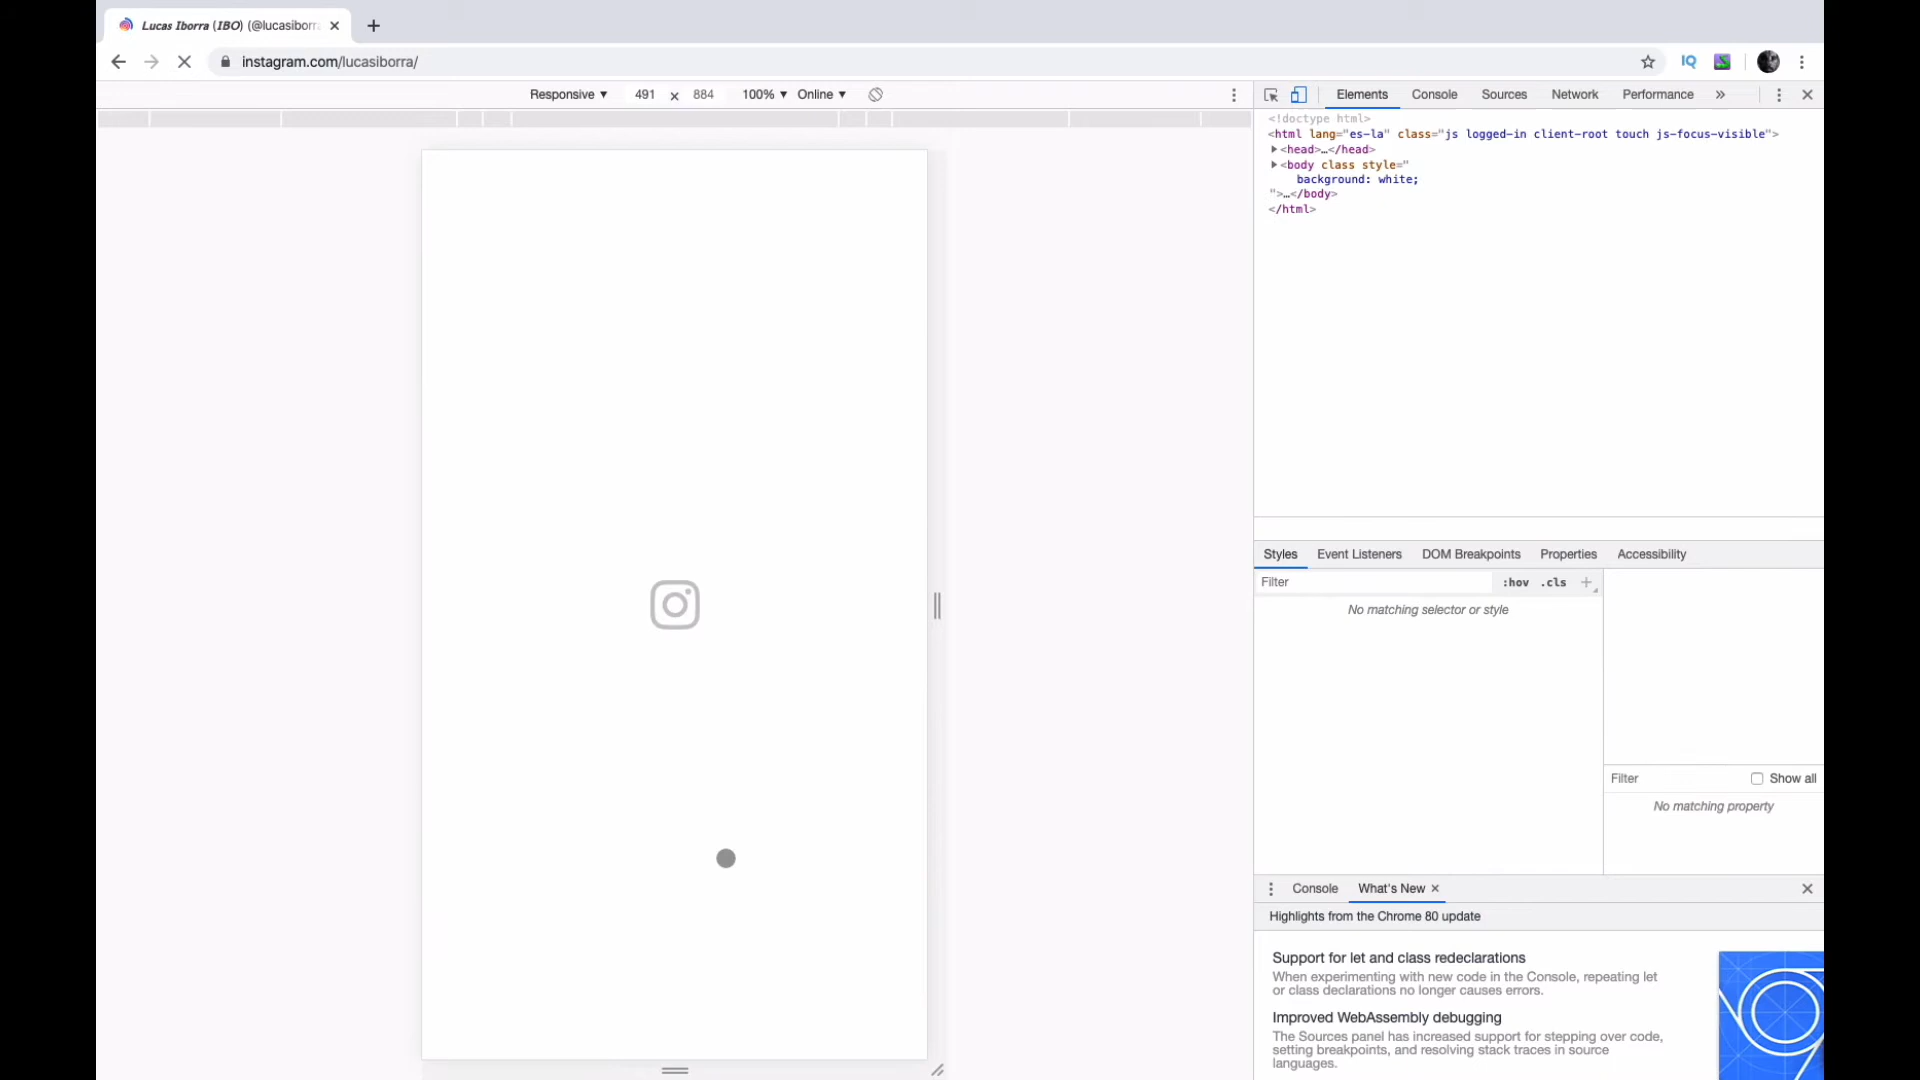 Lucas Iborra (IBO) (@lucasiborr
instagram.com/lucasiborra/
Responsive ▼ 491 x 884 100% ▼ Online ▼
Elements Console Sources Network Performance »
<!doctype html>
<html lang="es-la" class="js logged-in client-root touch js-focus-visible">
▶<head>…</head>
▶<body class style="
background: white;
">…</body>
</html>
Styles Event Listeners DOM Breakpoints Properties Accessibility
Filter :hov .cls +
No matching selector or style
Filter Show all
No matching property
Console What's New ×
Highlights from the Chrome 80 update
Support for let and class redeclarations
When experimenting with new code in the Console, repeating let
or class declarations no longer causes errors.
Improved WebAssembly debugging
The Sources panel has increased support for stepping over code,
setting breakpoints, and resolving stack traces in source
languages.
IQ